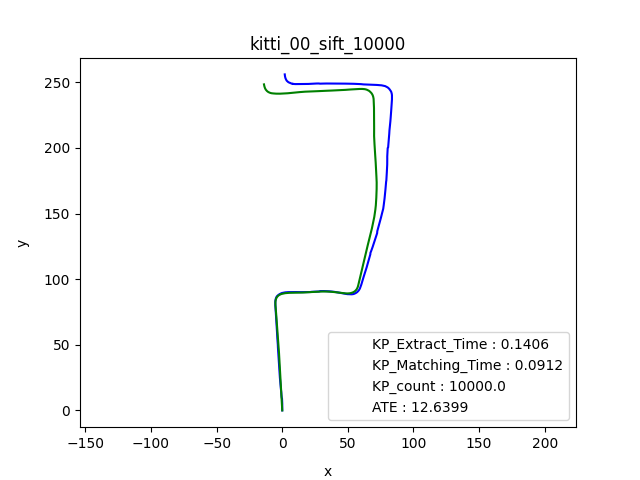 kitti_00_sift_10000
250
200
150
100
50
0
y
KP_Extract_Time : 0.1406
KP_Matching_Time : 0.0912
KP_count : 10000.0
ATE : 12.6399
−150 −100 −50 0 50 100 150 200
x